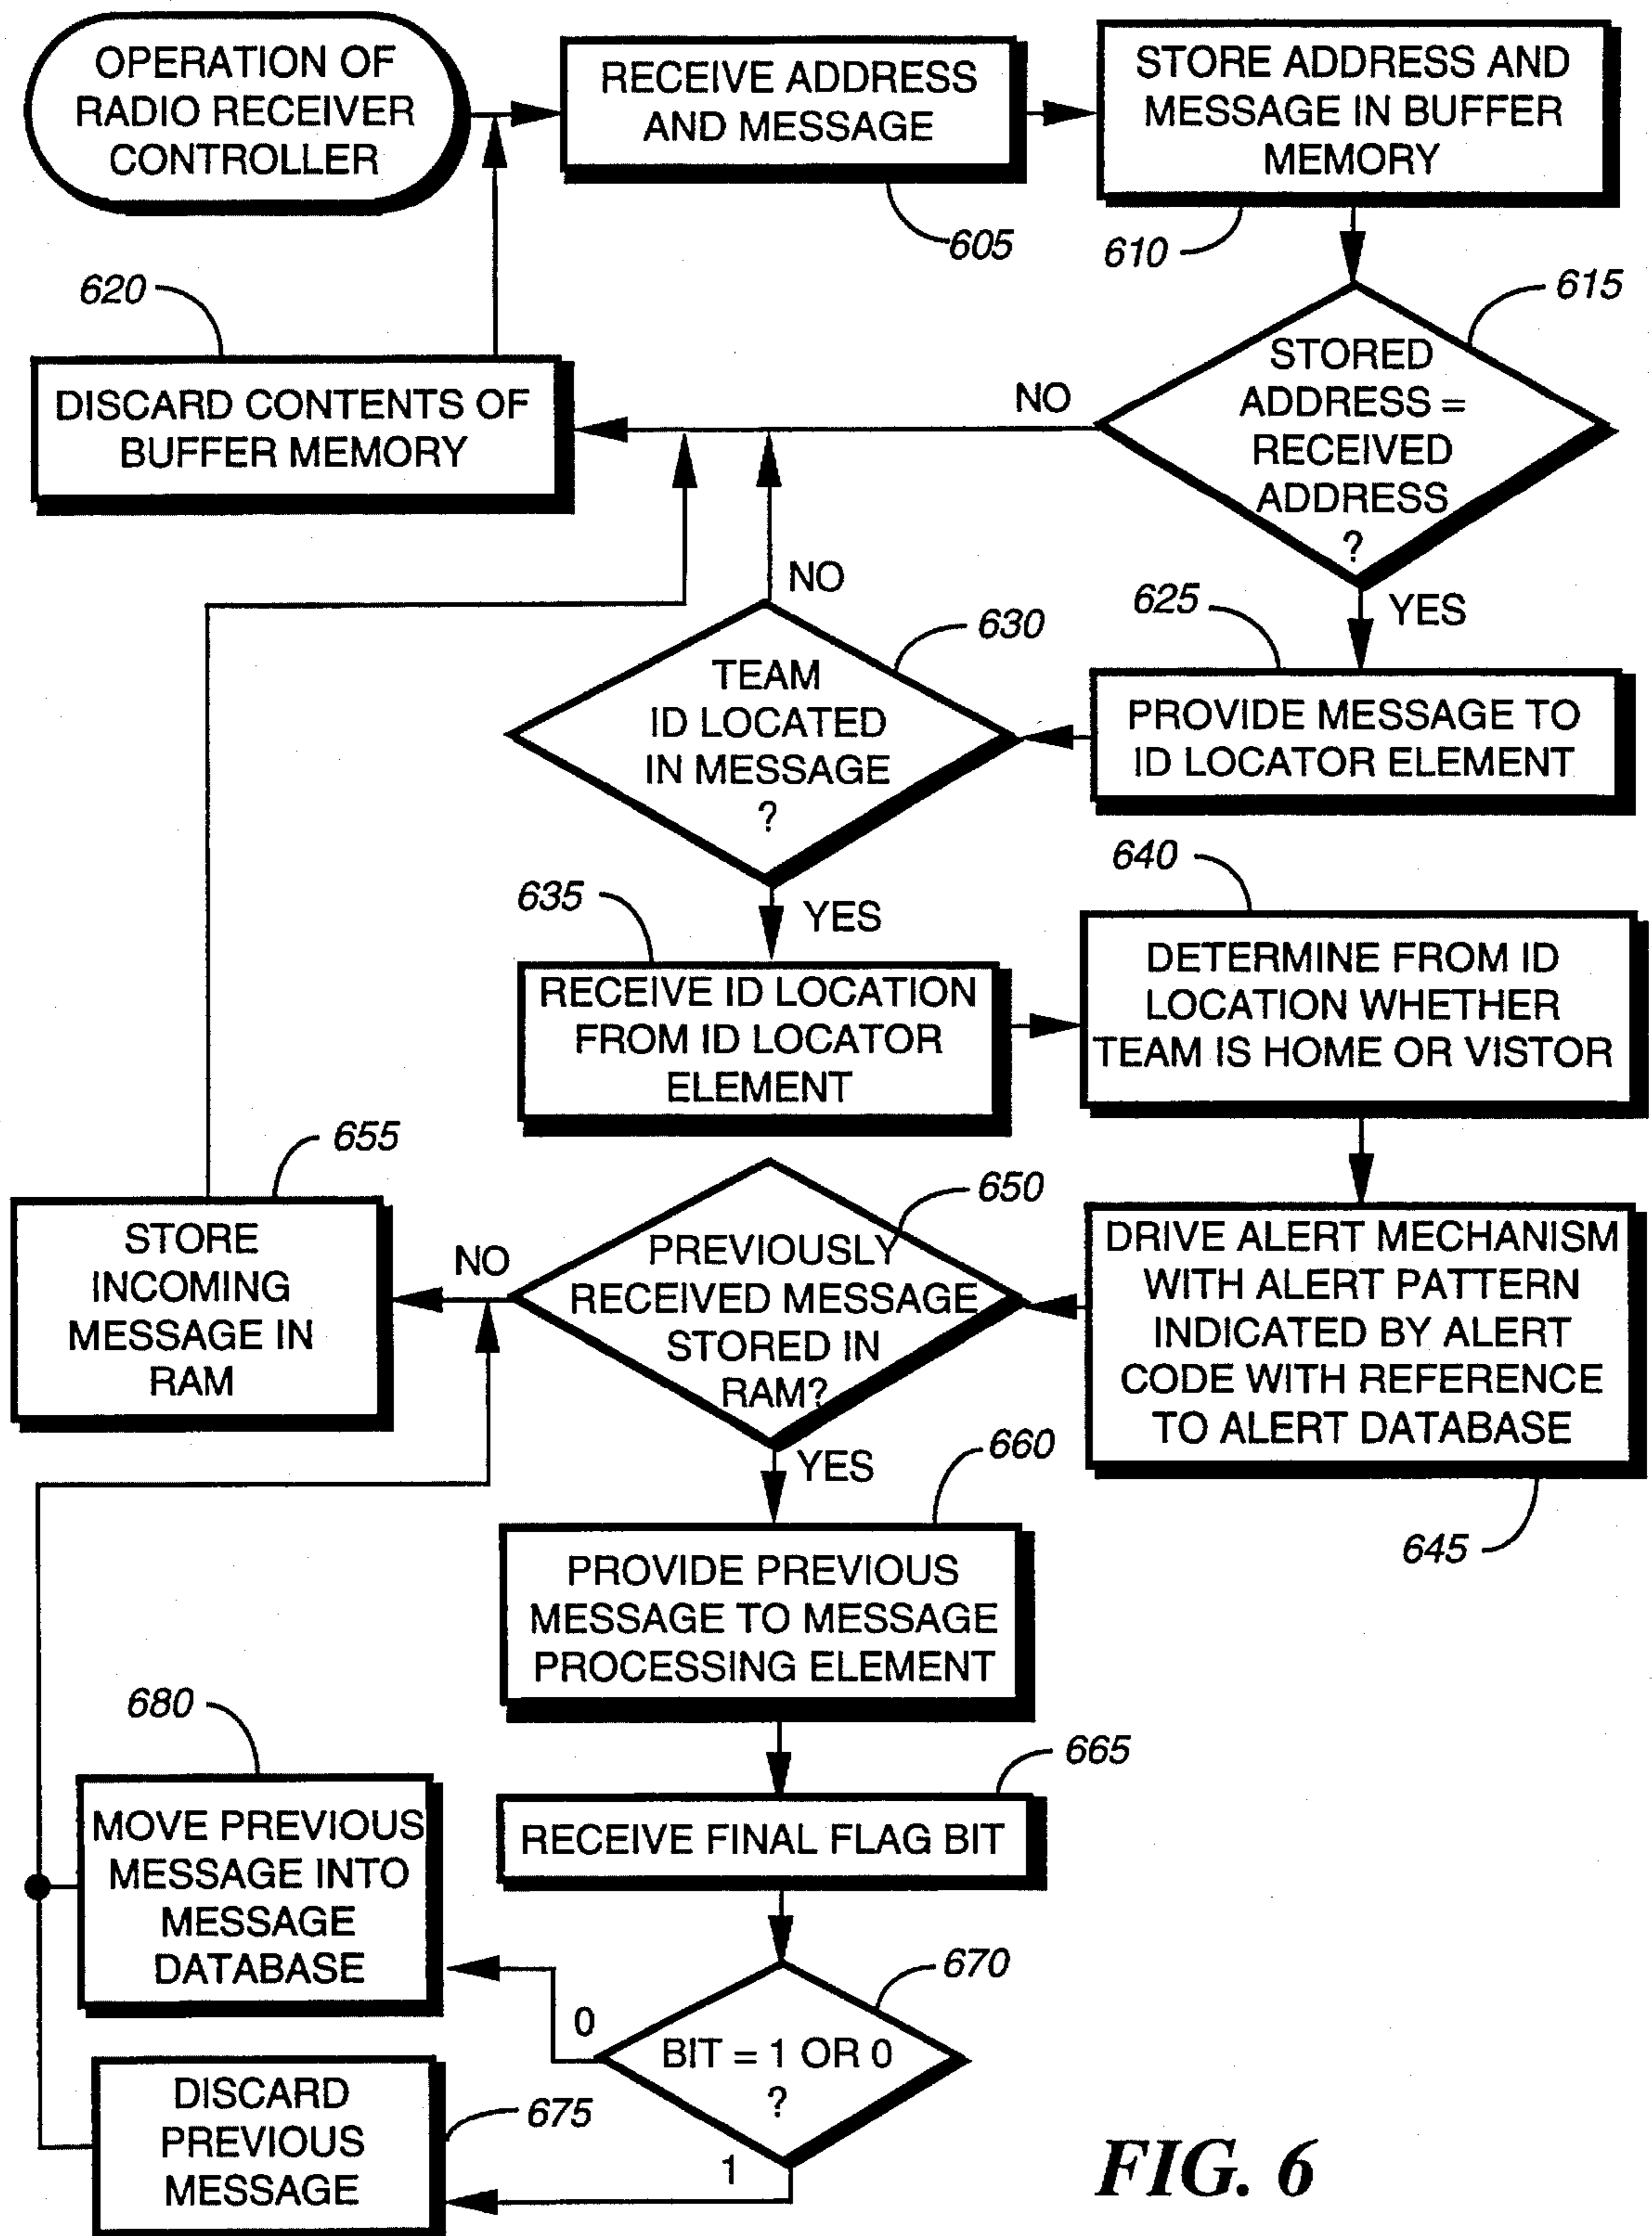 OPERATION OF
RADIO RECEIVER
CONTROLLER
RECEIVE ADDRESS
AND MESSAGE
605
STORE ADDRESS AND
MESSAGE IN BUFFER
MEMORY
610
615
STORED
ADDRESS =
RECEIVED
ADDRESS
?
NO
YES
620
DISCARD CONTENTS OF
BUFFER MEMORY
625
PROVIDE MESSAGE TO
ID LOCATOR ELEMENT
630
NO
TEAM
ID LOCATED
IN MESSAGE
?
YES
635
RECEIVE ID LOCATION
FROM ID LOCATOR
ELEMENT
640
DETERMINE FROM ID
LOCATION WHETHER
TEAM IS HOME OR VISTOR
DRIVE ALERT MECHANISM
WITH ALERT PATTERN
INDICATED BY ALERT
CODE WITH REFERENCE
TO ALERT DATABASE
645
650
PREVIOUSLY
RECEIVED MESSAGE
STORED IN
RAM?
NO
YES
655
STORE
INCOMING
MESSAGE IN
RAM
660
PROVIDE PREVIOUS
MESSAGE TO MESSAGE
PROCESSING ELEMENT
665
RECEIVE FINAL FLAG BIT
670
BIT = 1 OR 0
?
0
1
680
MOVE PREVIOUS
MESSAGE INTO
MESSAGE
DATABASE
DISCARD
PREVIOUS
MESSAGE
675
FIG. 6